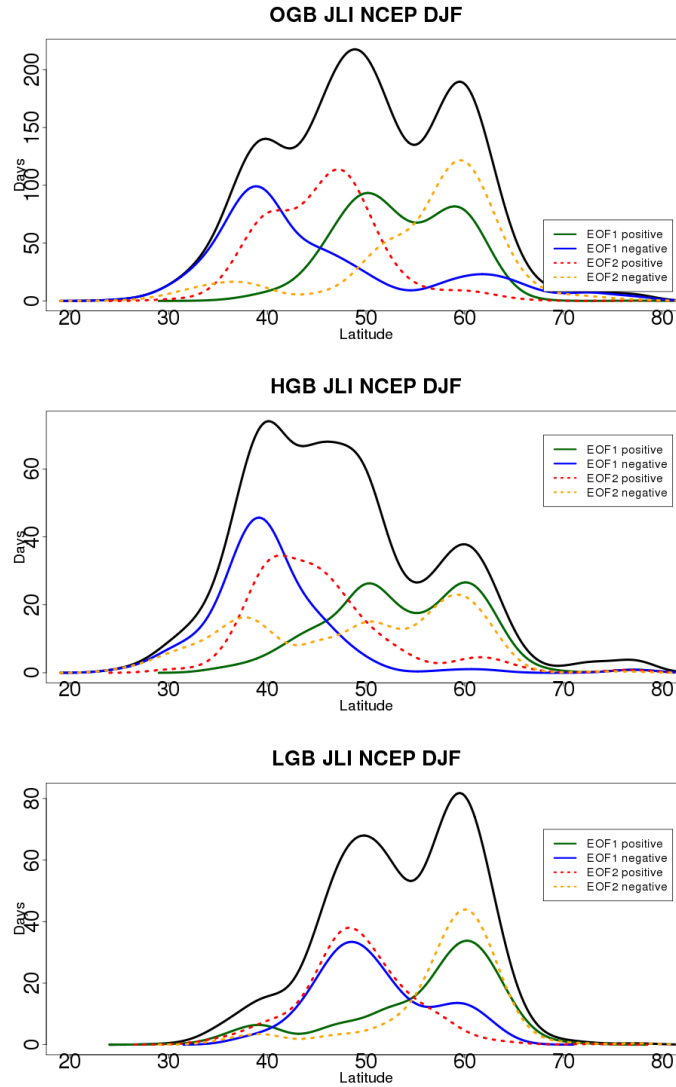 OGB JLI NCEP DJF
200
150
100
50
0
Days
EOF1 positive
EOF1 negative
EOF2 positive
EOF2 negative
20 30 40 50 60 70 80
Latitude
HGB JLI NCEP DJF
60
40
20
0
Days
EOF1 positive
EOF1 negative
EOF2 positive
EOF2 negative
20 30 40 50 60 70 80
Latitude
LGB JLI NCEP DJF
80
60
40
20
0
Days
EOF1 positive
EOF1 negative
EOF2 positive
EOF2 negative
20 30 40 50 60 70 80
Latitude